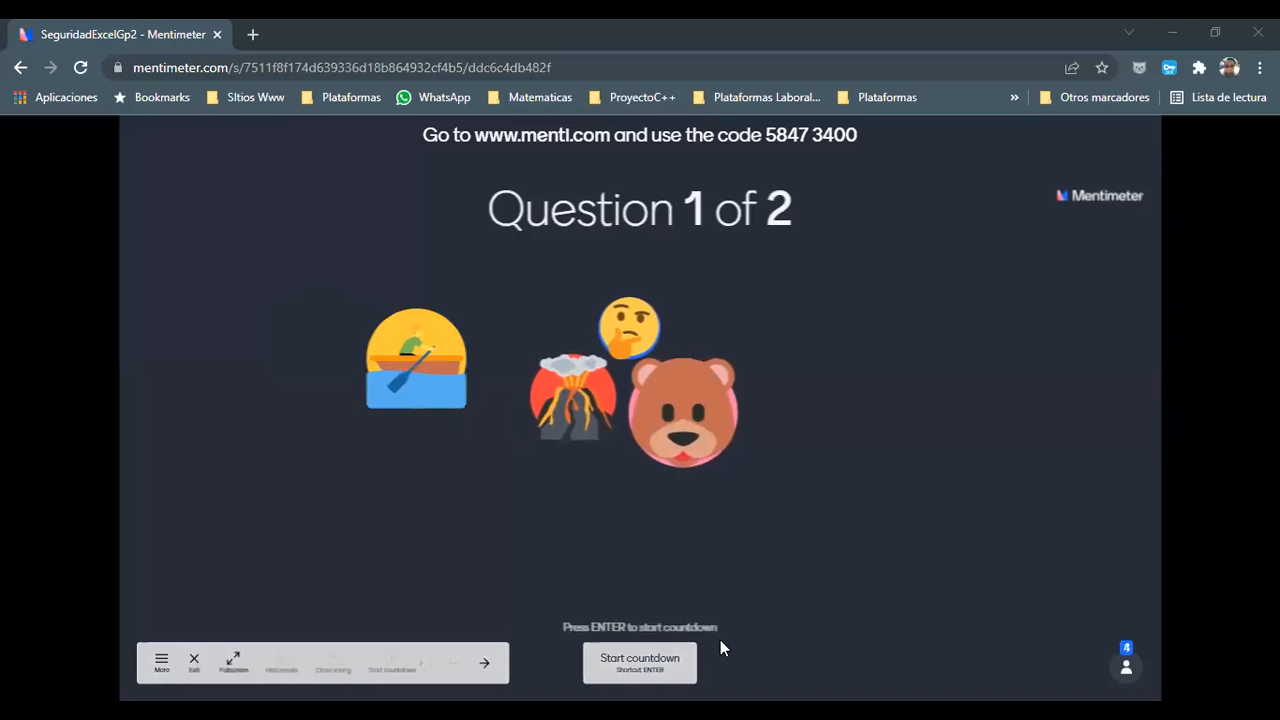 SeguridadExcelGp2 - Mentimeter
mentimeter.com/s/7511f8f174d639336d18b864932cf4b5/ddc6c4db482f
Aplicaciones Bookmarks SItios Www Plataformas WhatsApp Matematicas ProyectoC++ Plataformas Laboral... Plataformas » Otros marcadores Lista de lectura
Go to www.menti.com and use the code 5847 3400
Question 1 of 2
Mentimeter
Press ENTER to start countdown
More Exit Fullscreen Start countdown
Start countdown
Shortcut ENTER
4